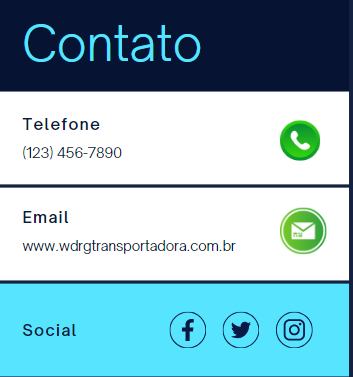 Contato
Telefone
(123) 456-7890
Email
www.wdrgtransportadora.com.br
Social